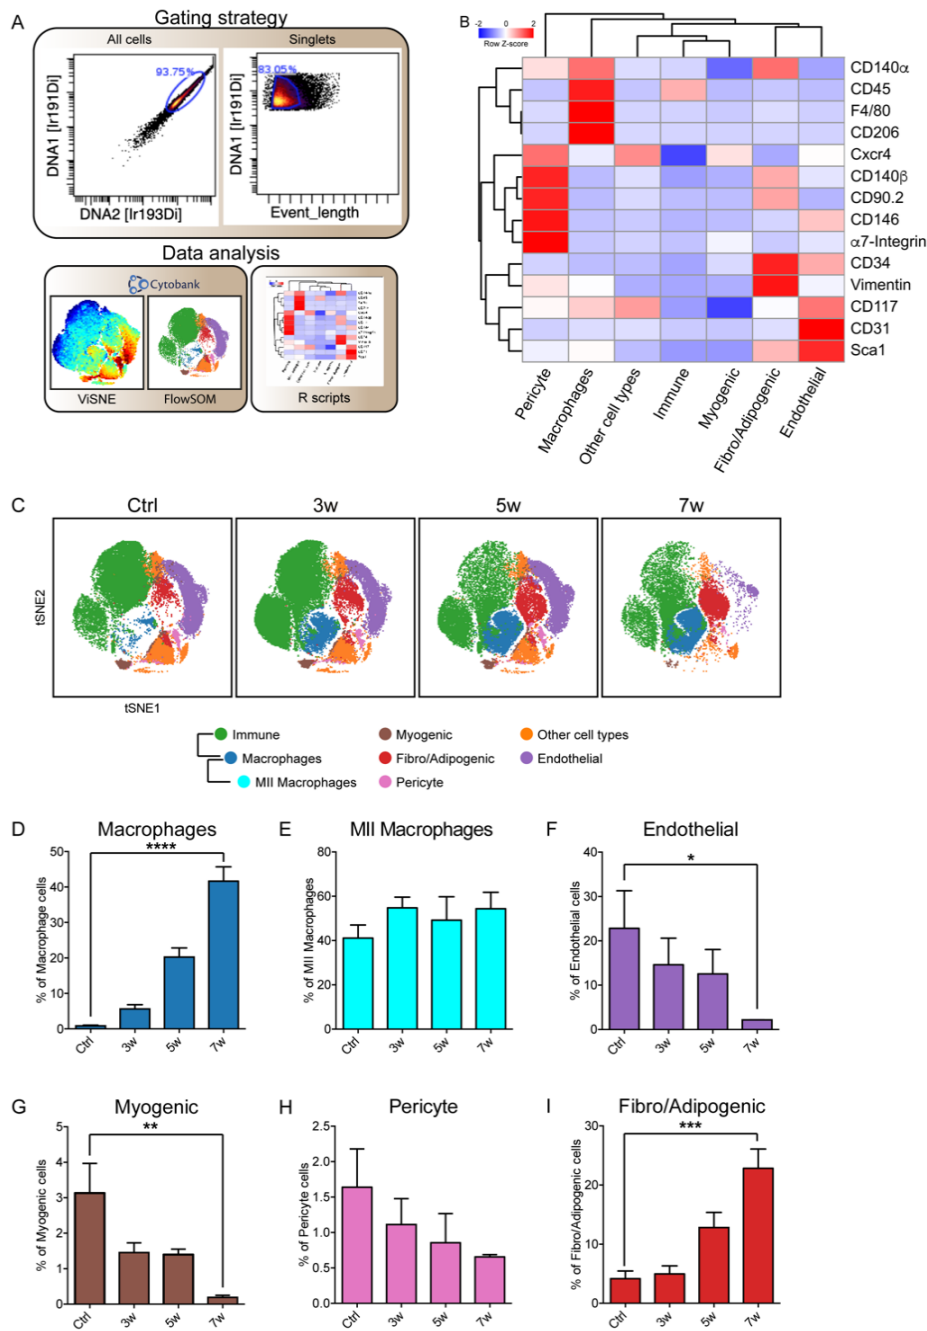 A
Gating strategy
All cells
Singlets
93.75%
83.05%
DNA1 [Ir191Di]
DNA2 [Ir193Di]
DNA1 [Ir191Di]
Event_length
Data analysis
Cytobank
ViSNE
FlowSOM
R scripts
B
-2 0 2
Row Z-score
CD140α
CD45
F4/80
CD206
Cxcr4
CD140β
CD90.2
CD146
α7-Integrin
CD34
Vimentin
CD117
CD31
Sca1
Pericyte
Macrophages
Other cell types
Immune
Myogenic
Fibro/Adipogenic
Endothelial
C
Ctrl
3w
5w
7w
tSNE2
tSNE1
Immune
Macrophages
MII Macrophages
Myogenic
Fibro/Adipogenic
Pericyte
Other cell types
Endothelial
D
Macrophages
****
% of Macrophage cells
50
40
30
20
10
0
Ctrl 3w 5w 7w
E
MII Macrophages
% of MII Macrophages
80
60
40
20
0
Ctrl 3w 5w 7w
F
Endothelial
*
% of Endothelial cells
40
30
20
10
0
Ctrl 3w 5w 7w
G
Myogenic
**
% of Myogenic cells
5
4
3
2
1
0
Ctrl 3w 5w 7w
H
Pericyte
% of Pericyte cells
2.5
2.0
1.5
1.0
0.5
0.0
Ctrl 3w 5w 7w
I
Fibro/Adipogenic
***
% of Fibro/Adipogenic cells
30
20
10
0
Ctrl 3w 5w 7w